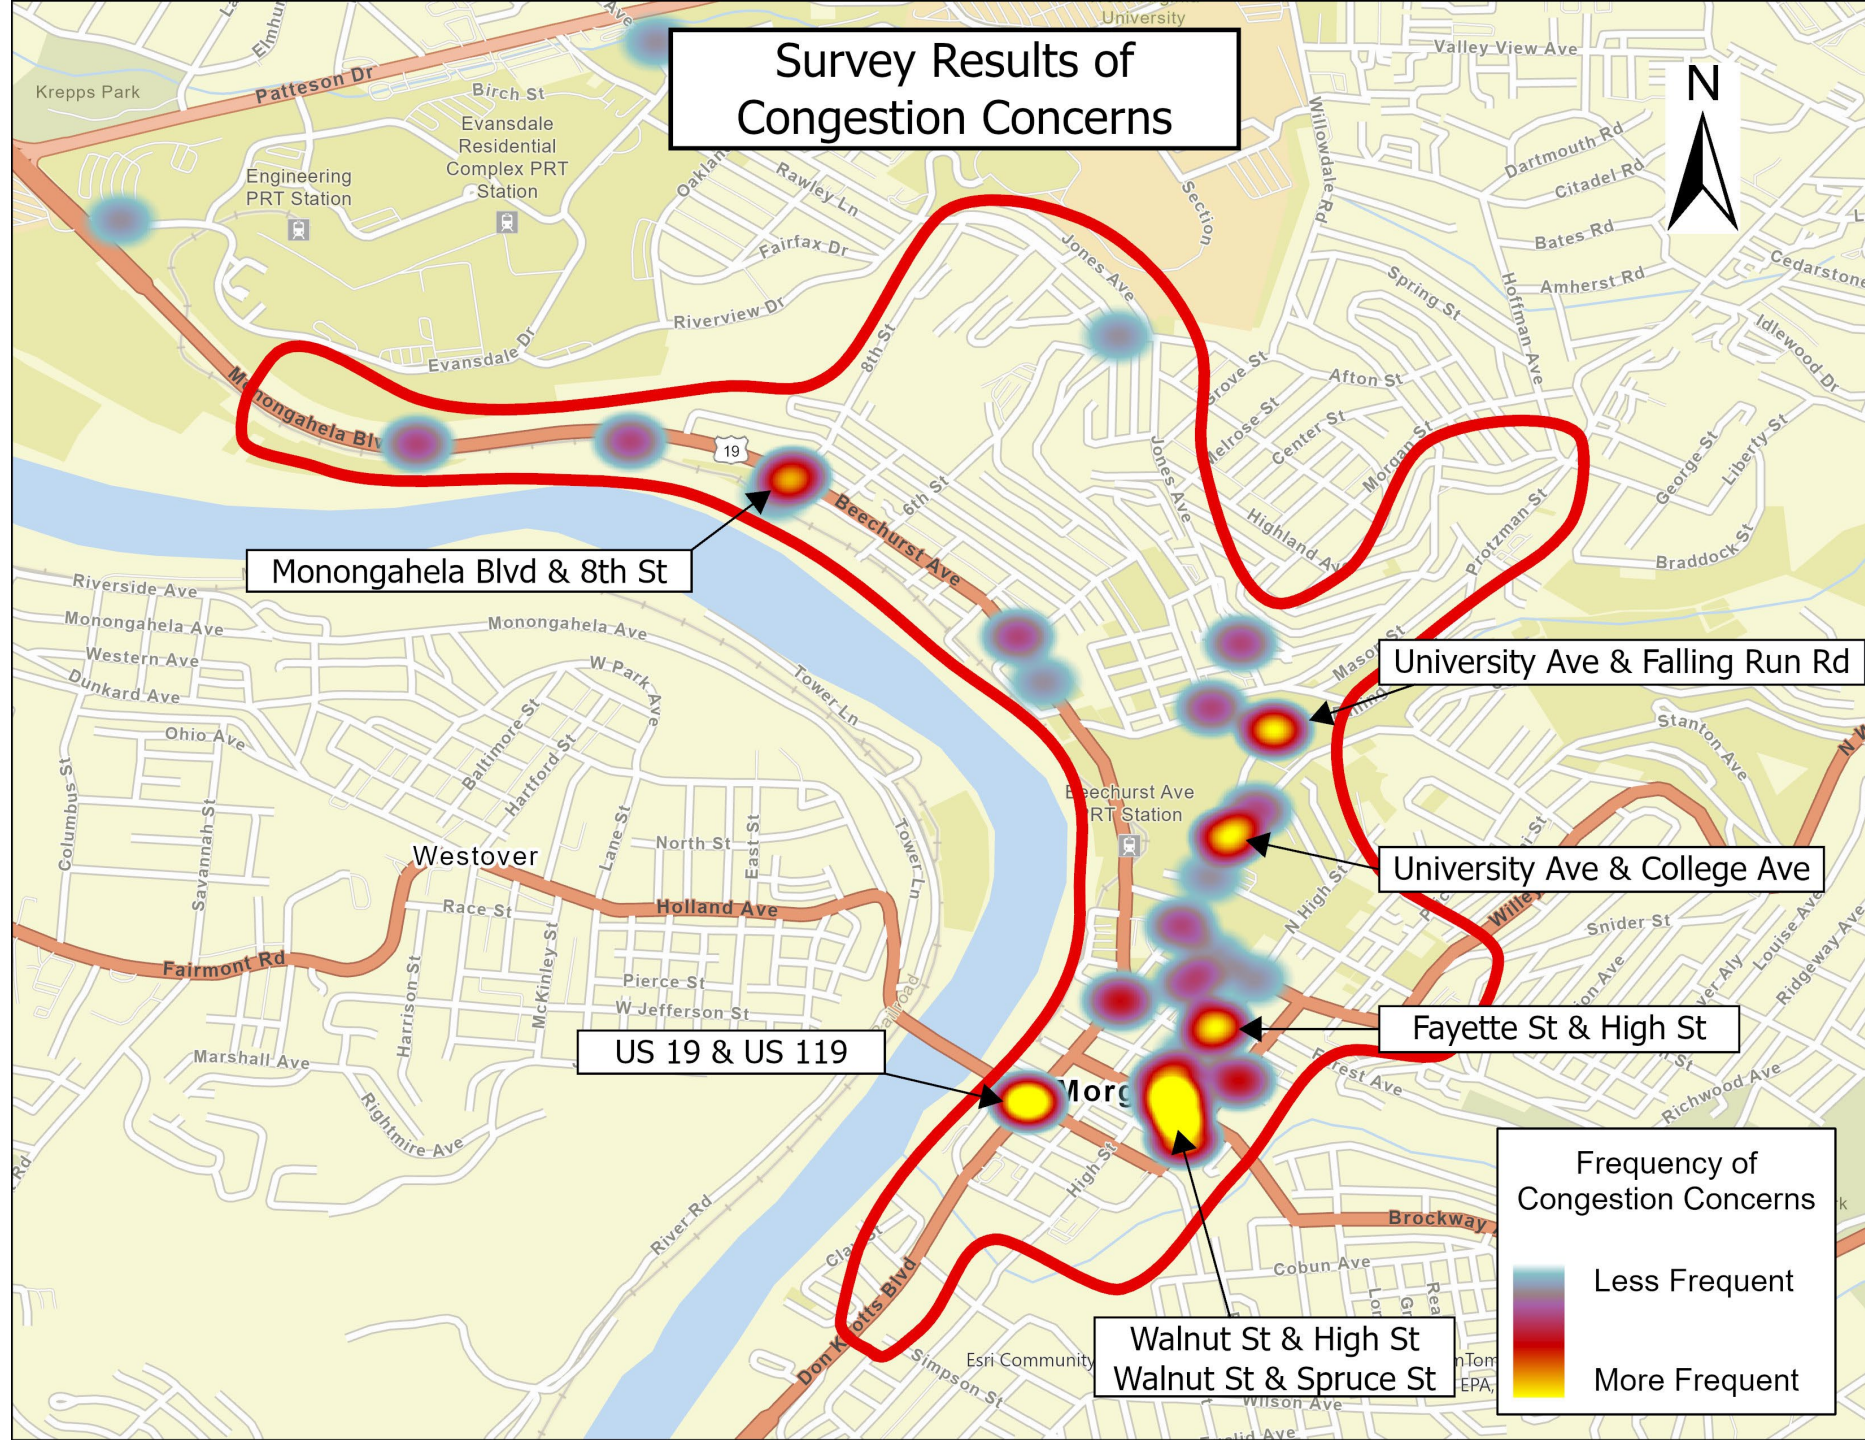 Survey Results of
Congestion Concerns
University
Valley View Ave
N
Krepps Park
Patteson Dr
Birch St
Evansdale
Residential
Complex PRT
Station
Engineering
PRT Station
Rawley Ln
Fairfax Dr
Riverview Dr
Evansdale Dr
8th St
Jones Ave
Section
Willowdale Rd
Dartmouth Rd
Citadel Rd
Bates Rd
Amherst Rd
Spring St
Hoffman Ave
Idlewood Dr
Grove St
Afton St
Melrose St
Center St
Morgan St
George St
Liberty St
19
6th St
Beechurst Ave
Jones Ave
Highland Ave
Protzman St
Braddock St
Monongahela Blvd & 8th St
Riverside Ave
Monongahela Ave
Monongahela Ave
Western Ave
Dunkard Ave
W Park Ave
Tower Ln
Mason St
University Ave & Falling Run Rd
Ohio Ave
Baltimore St
Hartford St
Stanton Ave
Columbus St
Savannah St
Lane St
North St
East St
Tower Ln
Beechurst Ave
PRT Station
Westover
University Ave & College Ave
N High St
Race St
Holland Ave
Snider St
Louise Ave
Ridgeway Ave
Fairmont Rd
Harrison St
McKinley St
Pierce St
W Jefferson St
Fayette St & High St
Marshall Ave
US 19 & US 119
Morg
Richwood Ave
Rightmire Ave
High St
River Rd
Frequency of
Congestion Concerns
Less Frequent
More Frequent
Brockway
Cobun Ave
Don Knotts Blvd
Simpson St
Walnut St & High St
Walnut St & Spruce St
Esri Community
EPA,
Wilson Ave